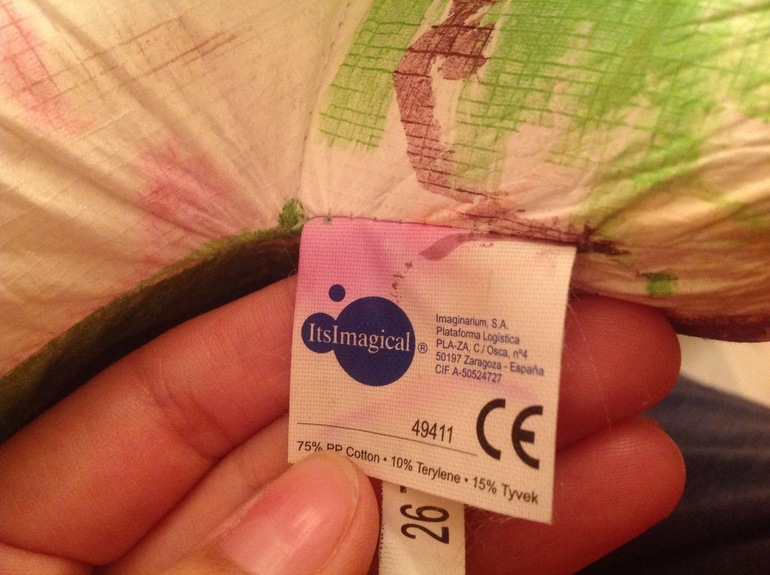 ItsImagical®
Imaginarium, S.A.
Plataforma Logística
PLA-ZA, C./ Osca, nº4
50197 Zaragoza - España
CIF A-50524727
49411
CE
75% PP Cotton • 10% Terylene • 15% Tyvek
26